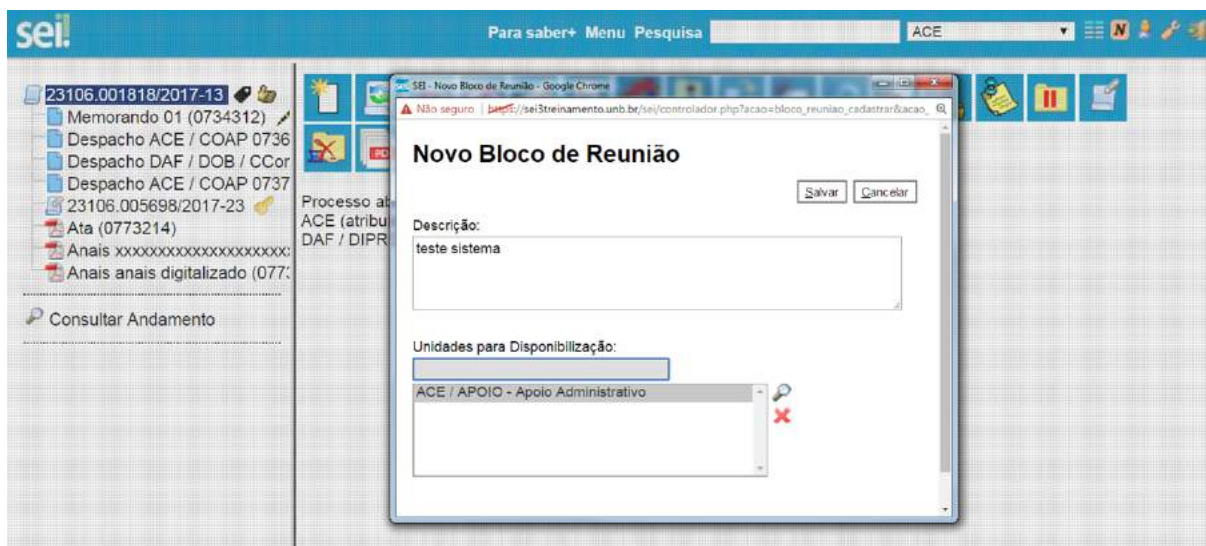 sei!
Para saber+ Menu Pesquisa
ACE
N
23106.001818/2017-13
Memorando 01 (0734312)
Despacho ACE / COAP 0736
Despacho DAF / DOB / CCor
Despacho ACE / COAP 0737
23106.005698/2017-23
Ata (0773214)
Anais xxxxxxxxxxxxxxxxxxxx
Anais anais digitalizado (077
Consultar Andamento
Processo ab
ACE (atribu
DAF / DIPR
SEI - Novo Bloco de Reunião - Google Chrome
Não seguro | https://sei3treinamento.unb.br/sei/controlador.php?acao=bloco_reuniao_cadastrar&acao_
Novo Bloco de Reunião
Salvar Cancelar
Descrição:
teste sistema
Unidades para Disponibilização:
ACE / APOIO - Apoio Administrativo